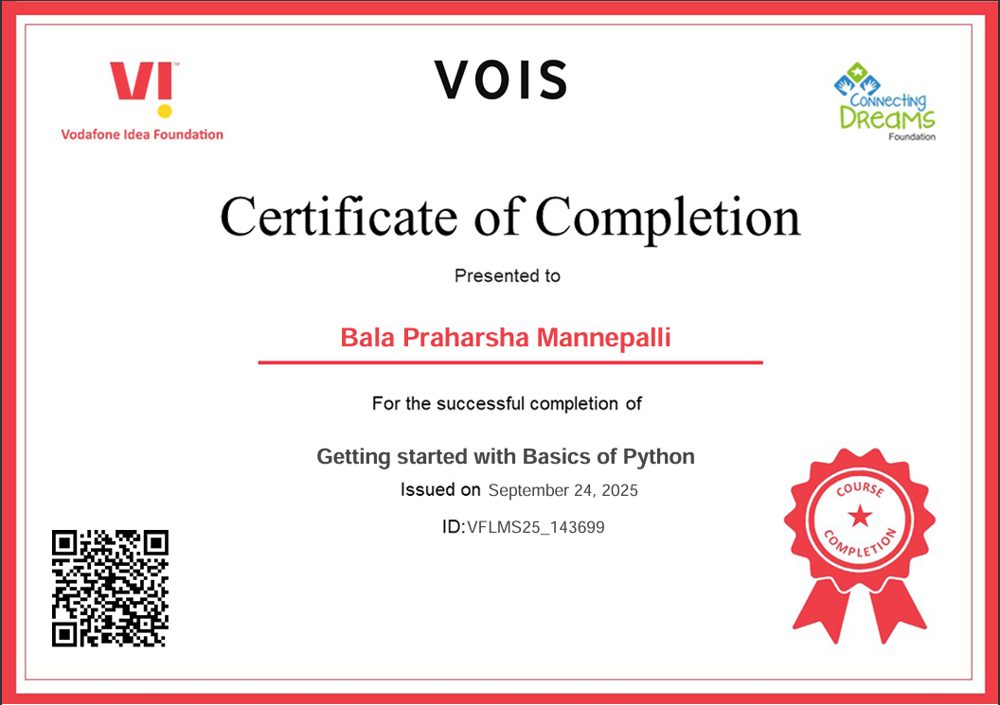 VI™
Vodafone Idea Foundation
VOIS
CONNECTING
DREAMS
Foundation
Certificate of Completion
Presented to
Bala Praharsha Mannepalli
For the successful completion of
Getting started with Basics of Python
Issued on September 24, 2025
ID:VFLMS25_143699
COURSE
COMPLETION